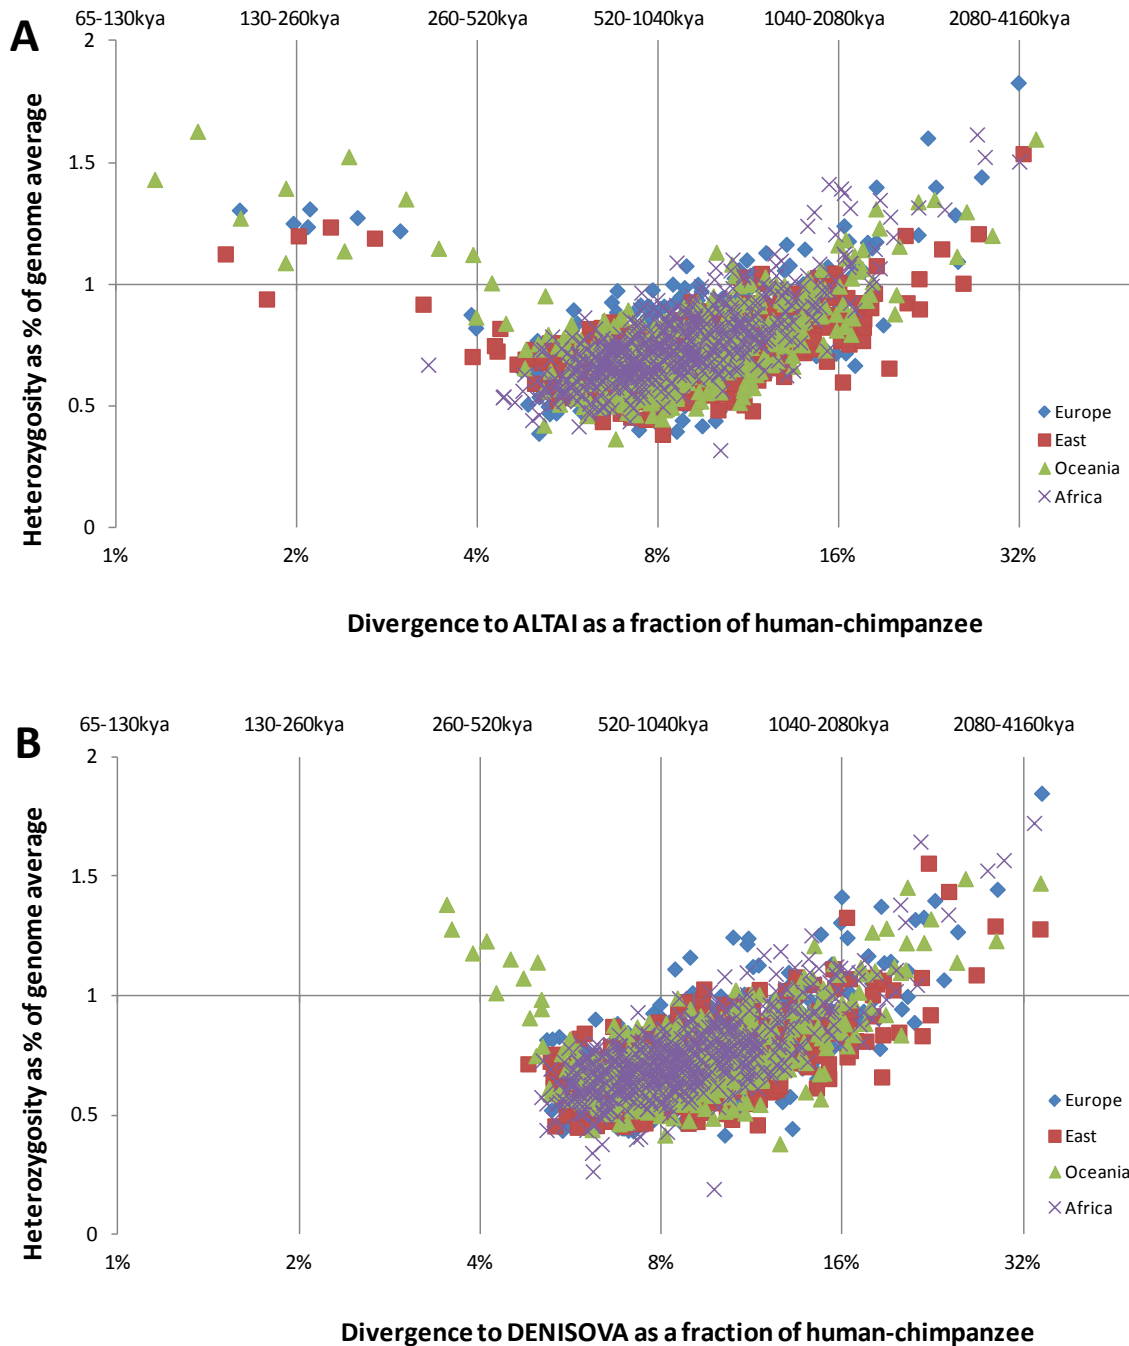 65-130kya 130-260kya 260-520kya 520-1040kya 1040-2080kya 2080-4160kya
A
2
1.5
1
0.5
0
Heterozygosity as % of genome average
Europe
East
Oceania
Africa
1% 2% 4% 8% 16% 32%
Divergence to ALTAI as a fraction of human-chimpanzee
65-130kya 130-260kya 260-520kya 520-1040kya 1040-2080kya 2080-4160kya
B
2
1.5
1
0.5
0
Heterozygosity as % of genome average
Europe
East
Oceania
Africa
1% 2% 4% 8% 16% 32%
Divergence to DENISOVA as a fraction of human-chimpanzee